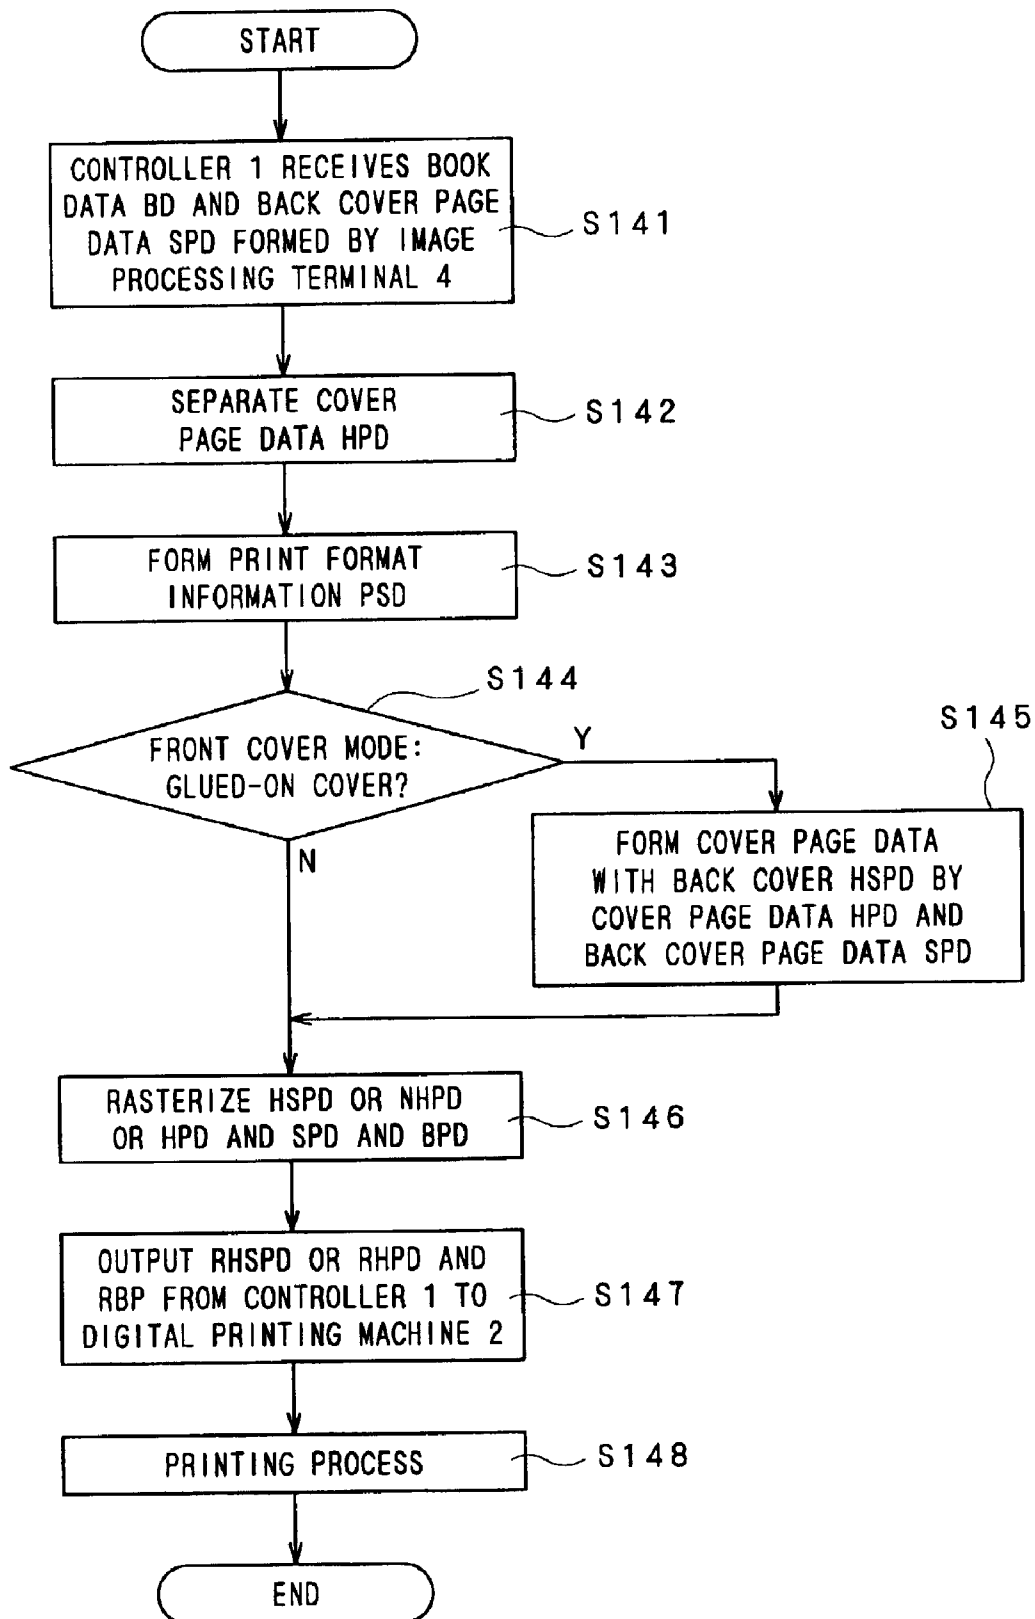 START
CONTROLLER 1 RECEIVES BOOK
DATA BD AND BACK COVER PAGE
DATA SPD FORMED BY IMAGE
PROCESSING TERMINAL 4
S141
SEPARATE COVER
PAGE DATA HPD
S142
FORM PRINT FORMAT
INFORMATION PSD
S143
S144
FRONT COVER MODE:
GLUED-ON COVER?
Y
N
S145
FORM COVER PAGE DATA
WITH BACK COVER HSPD BY
COVER PAGE DATA HPD AND
BACK COVER PAGE DATA SPD
RASTERIZE HSPD OR NHPD
OR HPD AND SPD AND BPD
S146
OUTPUT RHSPD OR RHPD AND
RBP FROM CONTROLLER 1 TO
DIGITAL PRINTING MACHINE 2
S147
PRINTING PROCESS
S148
END